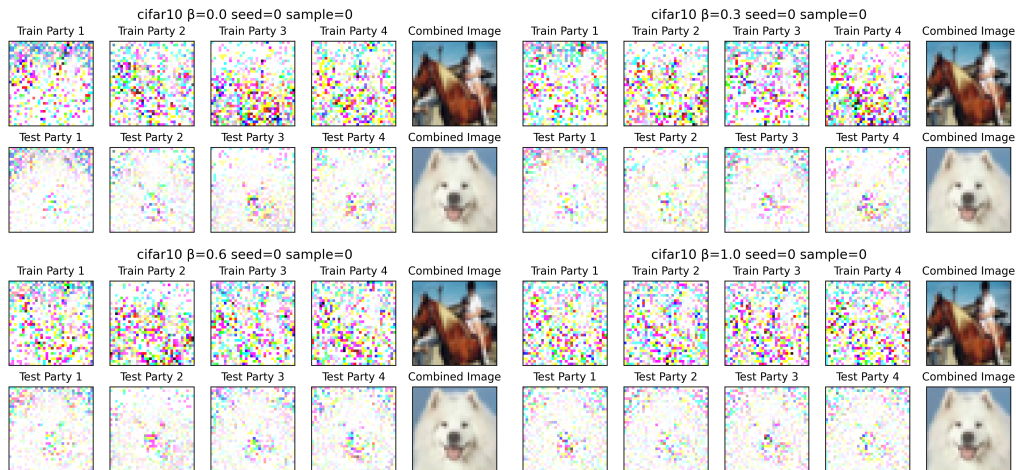 cifar10 β=0.0 seed=0 sample=0
Train Party 1 Train Party 2 Train Party 3 Train Party 4 Combined Image
Test Party 1 Test Party 2 Test Party 3 Test Party 4 Combined Image
cifar10 β=0.3 seed=0 sample=0
Train Party 1 Train Party 2 Train Party 3 Train Party 4 Combined Image
Test Party 1 Test Party 2 Test Party 3 Test Party 4 Combined Image
cifar10 β=0.6 seed=0 sample=0
Train Party 1 Train Party 2 Train Party 3 Train Party 4 Combined Image
Test Party 1 Test Party 2 Test Party 3 Test Party 4 Combined Image
cifar10 β=1.0 seed=0 sample=0
Train Party 1 Train Party 2 Train Party 3 Train Party 4 Combined Image
Test Party 1 Test Party 2 Test Party 3 Test Party 4 Combined Image